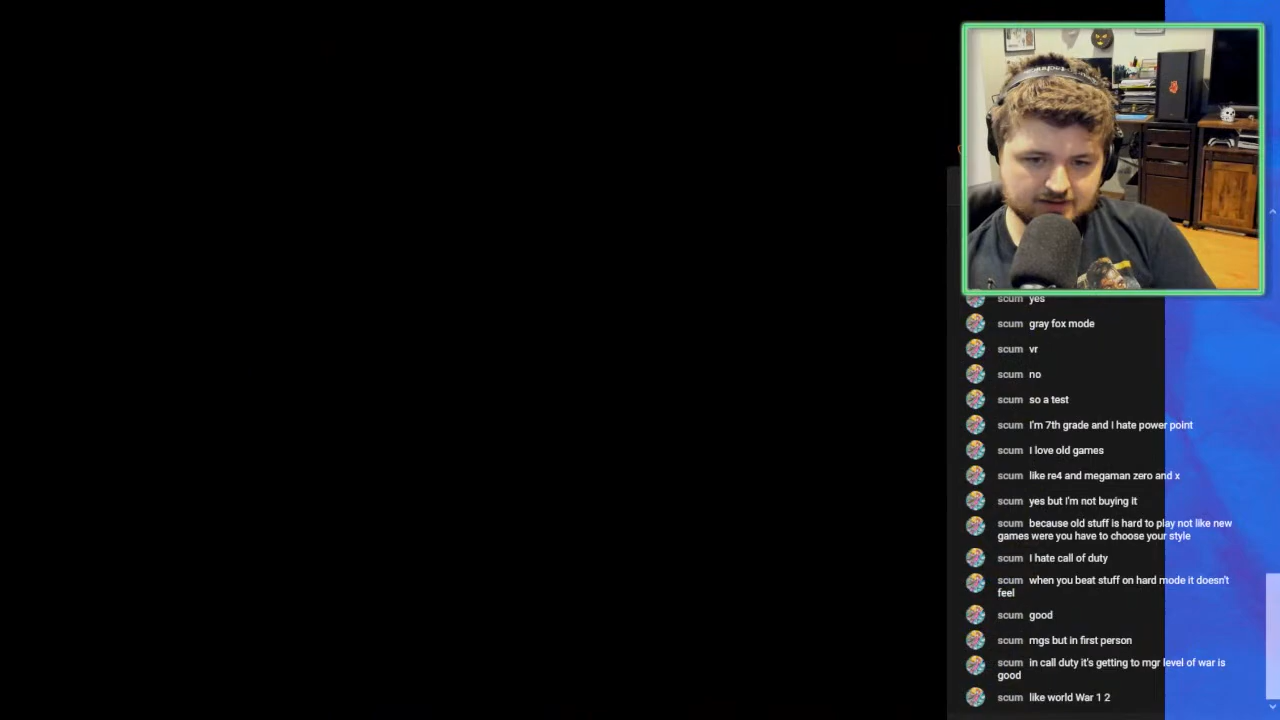 scum yes
scum gray fox mode
scum vr
scum no
scum so a test
scum I'm 7th grade and I hate power point
scum I love old games
scum like re4 and megaman zero and x
scum yes but I'm not buying it
scum because old stuff is hard to play not like new
games were you have to choose your style
scum I hate call of duty
scum when you beat stuff on hard mode it doesn't
feel
scum good
scum mgs but in first person
scum in call duty it's getting to mgr level of war is
good
scum like world War 1 2